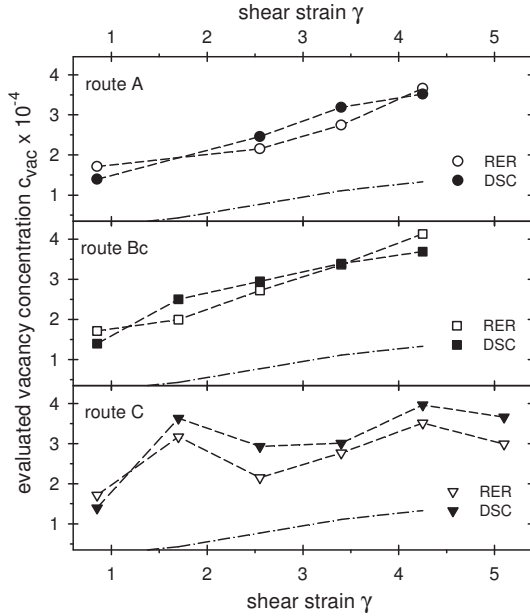 shear strain γ
1 2 3 4 5
evaluated vacancy concentration c_vac x 10^-4
route A
4
3
2
1
RER
DSC
route Bc
4
3
2
1
RER
DSC
route C
4
3
2
1
RER
DSC
1 2 3 4 5
shear strain γ